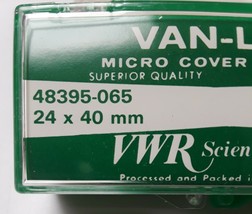 VAN-L
MICRO COVER
SUPERIOR QUALITY
48395-065
24 x 40 mm
VWR Scien
Processed and Packed i